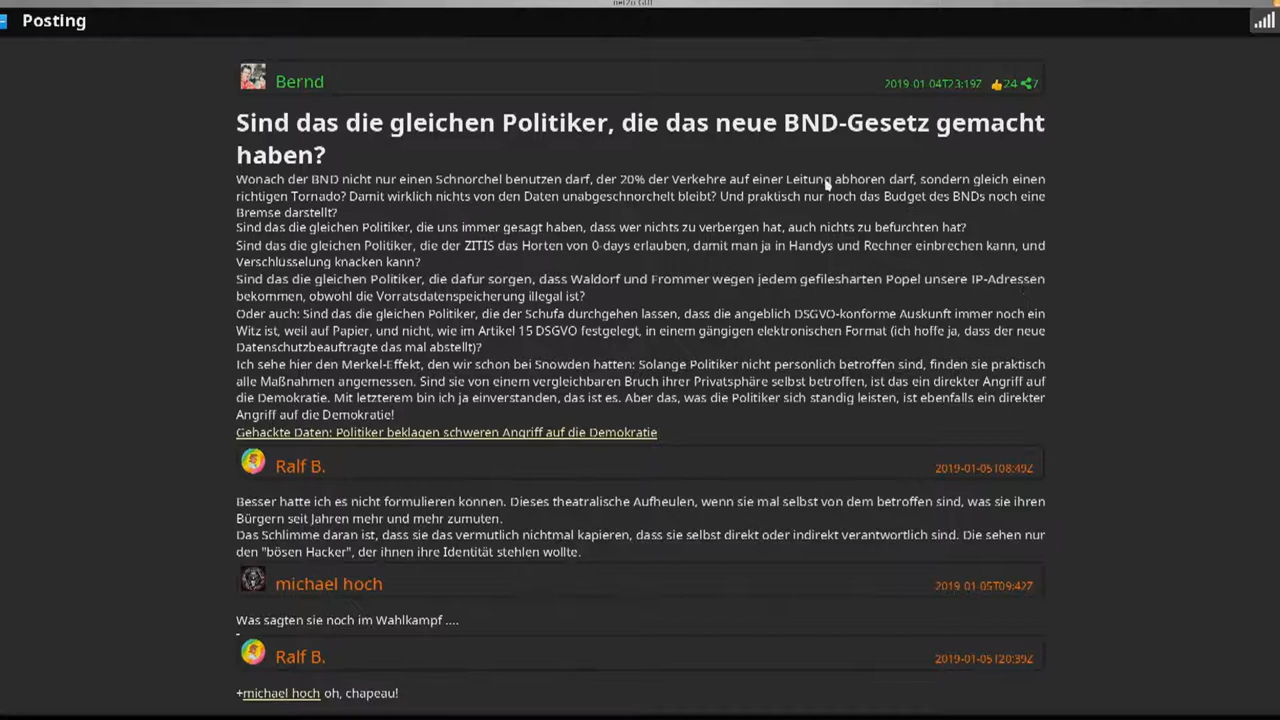 net2o GUI
Posting
Bernd
2019-01-04T23:19Z 👍24 7
Sind das die gleichen Politiker, die das neue BND-Gesetz gemacht
haben?
Wonach der BND nicht nur einen Schnorchel benutzen darf, der 20% der Verkehre auf einer Leitung abhören darf, sondern gleich einen
richtigen Tornado? Damit wirklich nichts von den Daten unabgeschnorchelt bleibt? Und praktisch nur noch das Budget des BNDs noch eine
Bremse darstellt?
Sind das die gleichen Politiker, die uns immer gesagt haben, dass wer nichts zu verbergen hat, auch nichts zu befürchten hat?
Sind das die gleichen Politiker, die der ZITIS das Horten von 0-days erlauben, damit man ja in Handys und Rechner einbrechen kann, und
Verschlüsselung knacken kann?
Sind das die gleichen Politiker, die dafür sorgen, dass Waldorf und Frommer wegen jedem gefilesharten Popel unsere IP-Adressen
bekommen, obwohl die Vorratsdatenspeicherung illegal ist?
Oder auch: Sind das die gleichen Politiker, die der Schufa durchgehen lassen, dass die angeblich DSGVO-konforme Auskunft immer noch ein
Witz ist, weil auf Papier, und nicht, wie im Artikel 15 DSGVO festgelegt, in einem gängigen elektronischen Format (ich hoffe ja, dass der neue
Datenschutzbeauftragte das mal abstellt)?
Ich sehe hier den Merkel-Effekt, den wir schon bei Snowden hatten: Solange Politiker nicht persönlich betroffen sind, finden sie praktisch
alle Maßnahmen angemessen. Sind sie von einem vergleichbaren Bruch ihrer Privatsphäre selbst betroffen, ist das ein direkter Angriff auf
die Demokratie. Mit letzterem bin ich ja einverstanden, das ist es. Aber das, was die Politiker sich ständig leisten, ist ebenfalls ein direkter
Angriff auf die Demokratie!
Gehackte Daten: Politiker beklagen schweren Angriff auf die Demokratie
Ralf B.
2019-01-05T08:49Z
Besser hätte ich es nicht formulieren können. Dieses theatralische Aufheulen, wenn sie mal selbst von dem betroffen sind, was sie ihren
Bürgern seit Jahren mehr und mehr zumuten.
Das Schlimme daran ist, dass sie das vermutlich nichtmal kapieren, dass sie selbst direkt oder indirekt verantwortlich sind. Die sehen nur
den "bösen Hacker", der ihnen ihre Identität stehlen wollte.
michael hoch
2019-01-05T09:42Z
Was sagten sie noch im Wahlkampf ....
-
Ralf B.
2019-01-05T20:39Z
+michael hoch oh, chapeau!